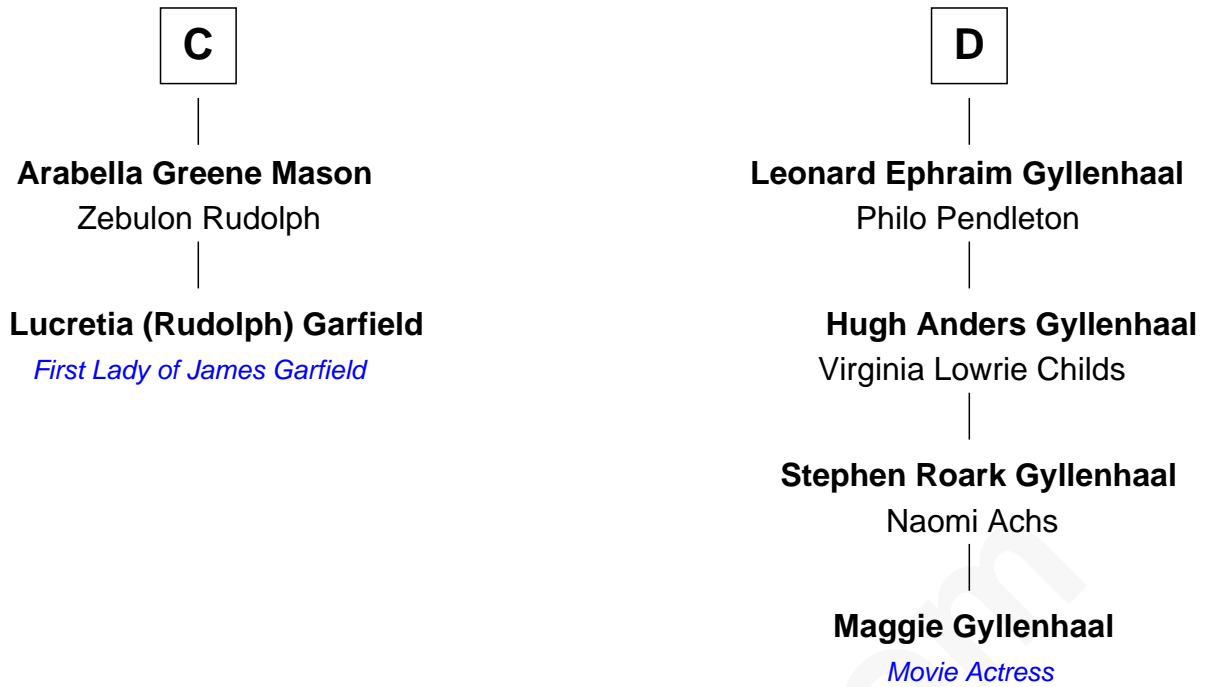 C
Arabella Greene Mason
Zebulon Rudolph
Lucretia (Rudolph) Garfield
First Lady of James Garfield
D
Leonard Ephraim Gyllenhaal
Philo Pendleton
Hugh Anders Gyllenhaal
Virginia Lowrie Childs
Stephen Roark Gyllenhaal
Naomi Achs
Maggie Gyllenhaal
Movie Actress